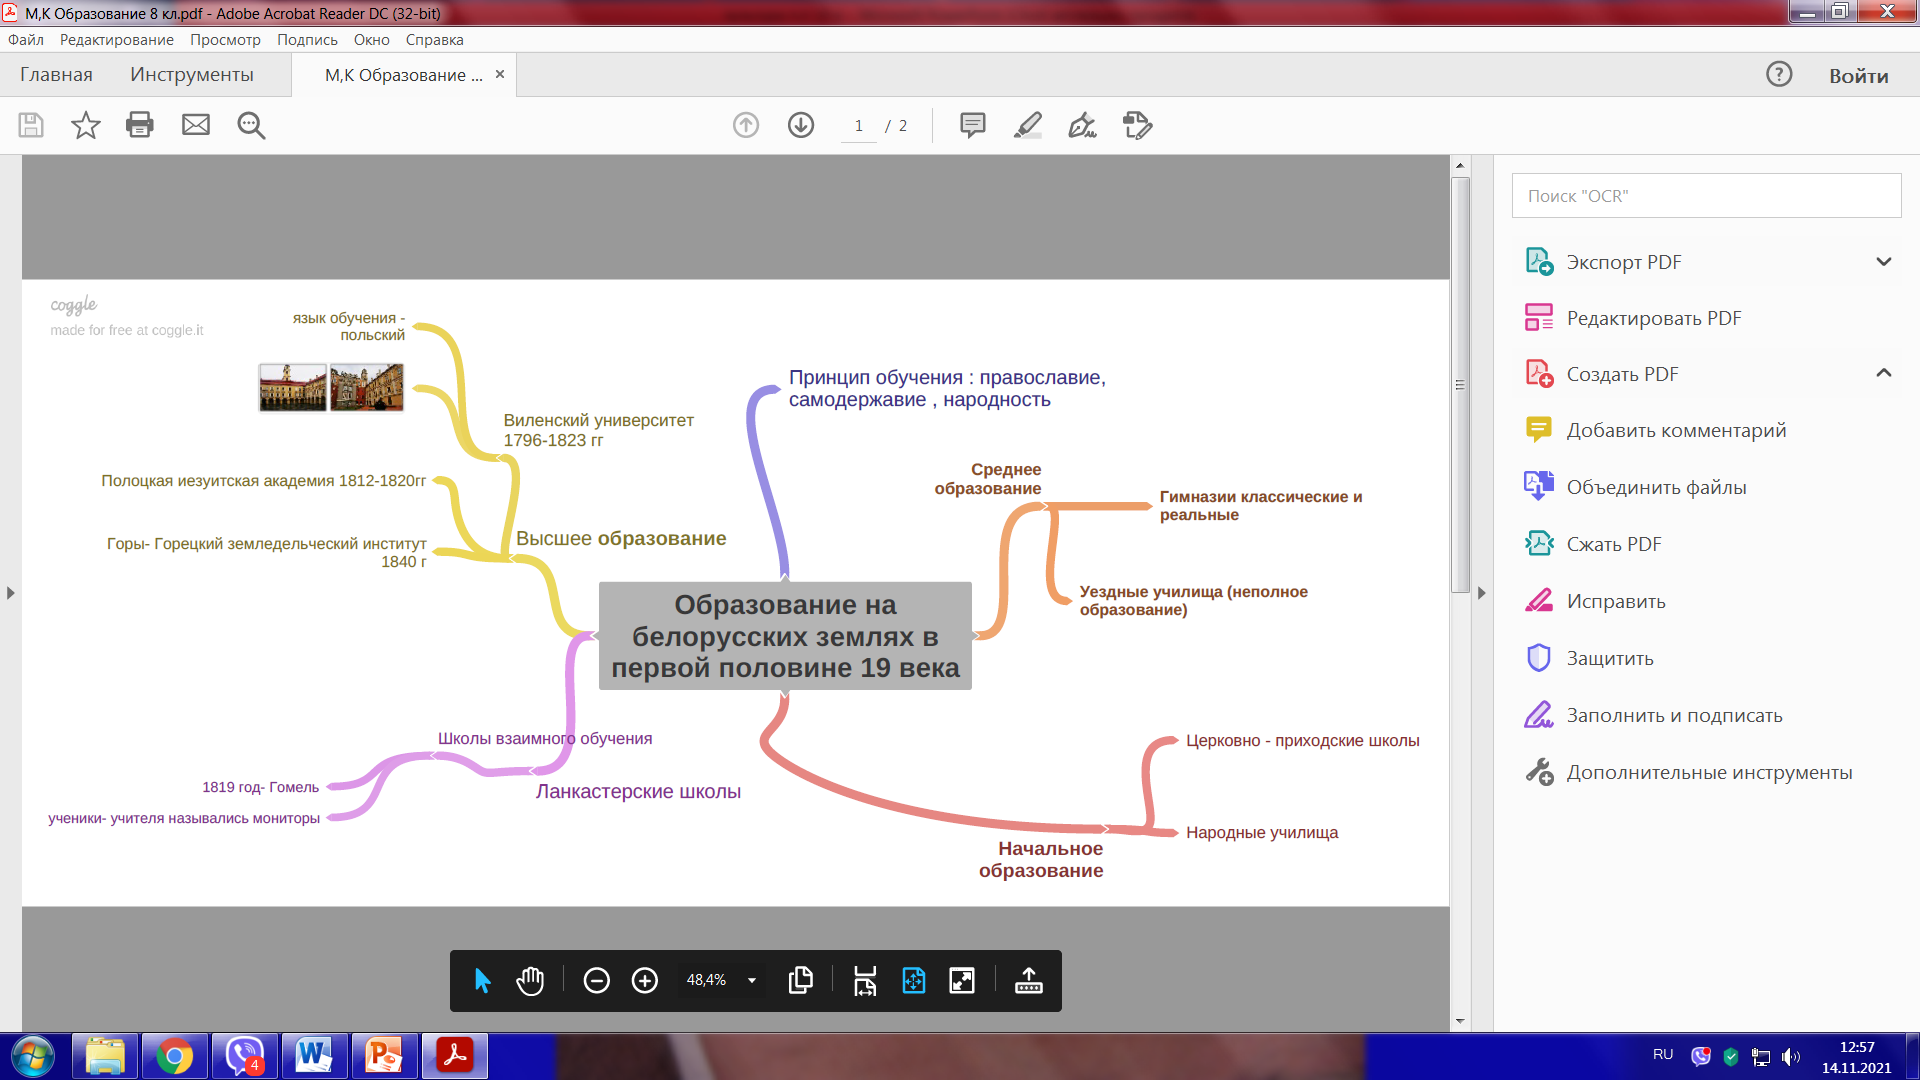 М,К Образование 8 кл.pdf - Adobe Acrobat Reader DC (32-bit)
Файл Редактирование Просмотр Подпись Окно Справка
Главная Инструменты М,К Образование ... × Войти
1 / 2
Поиск "OCR"
Экспорт PDF
Редактировать PDF
Создать PDF
Добавить комментарий
Объединить файлы
Сжать PDF
Исправить
Защитить
Заполнить и подписать
Дополнительные инструменты
coggle
made for free at coggle.it
язык обучения -
польский
Виленский университет
1796-1823 гг
Полоцкая иезуитская академия 1812-1820гг
Горы- Горецкий земледельческий институт
1840 г
Высшее образование
Принцип обучения : православие,
самодержавие , народность
Среднее
образование
Гимназии классические и
реальные
Уездные училища (неполное
образование)
Образование на
белорусских землях в
первой половине 19 века
Школы взаимного обучения
1819 год- Гомель
ученики- учителя назывались мониторы
Ланкастерские школы
Церковно - приходские школы
Народные училища
Начальное
образование
48,4%
4
RU
12:57
14.11.2021